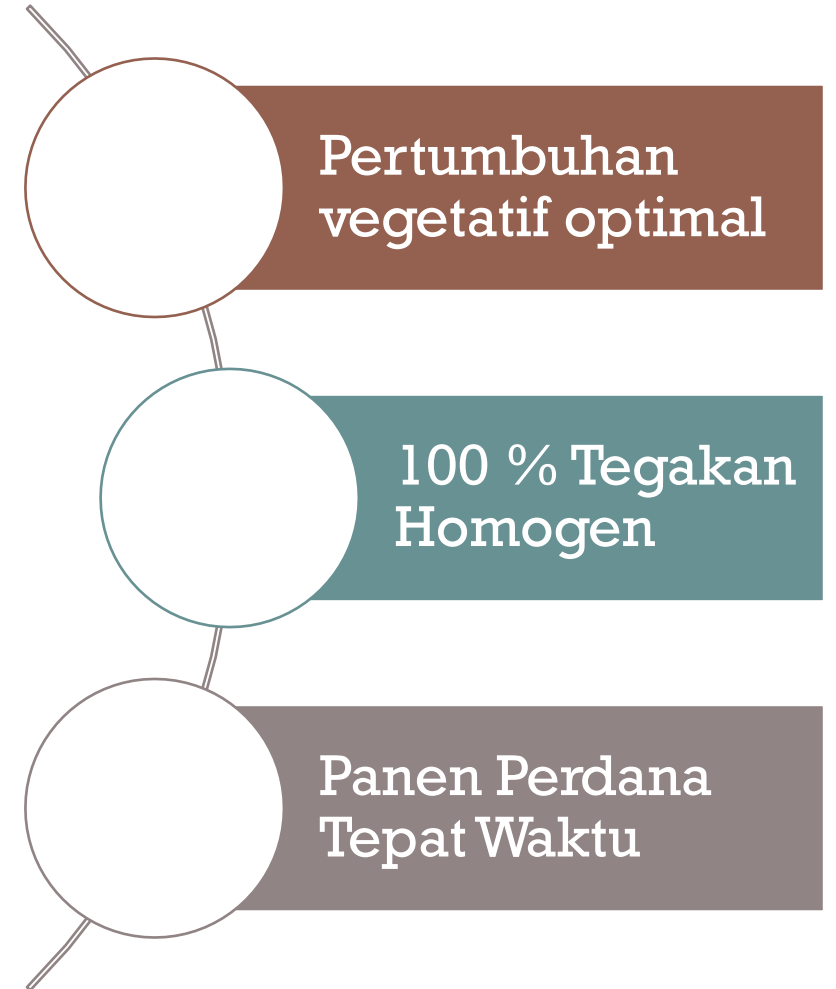 Pertumbuhan
vegetatif optimal
100 % Tegakan
Homogen
Panen Perdana
Tepat Waktu